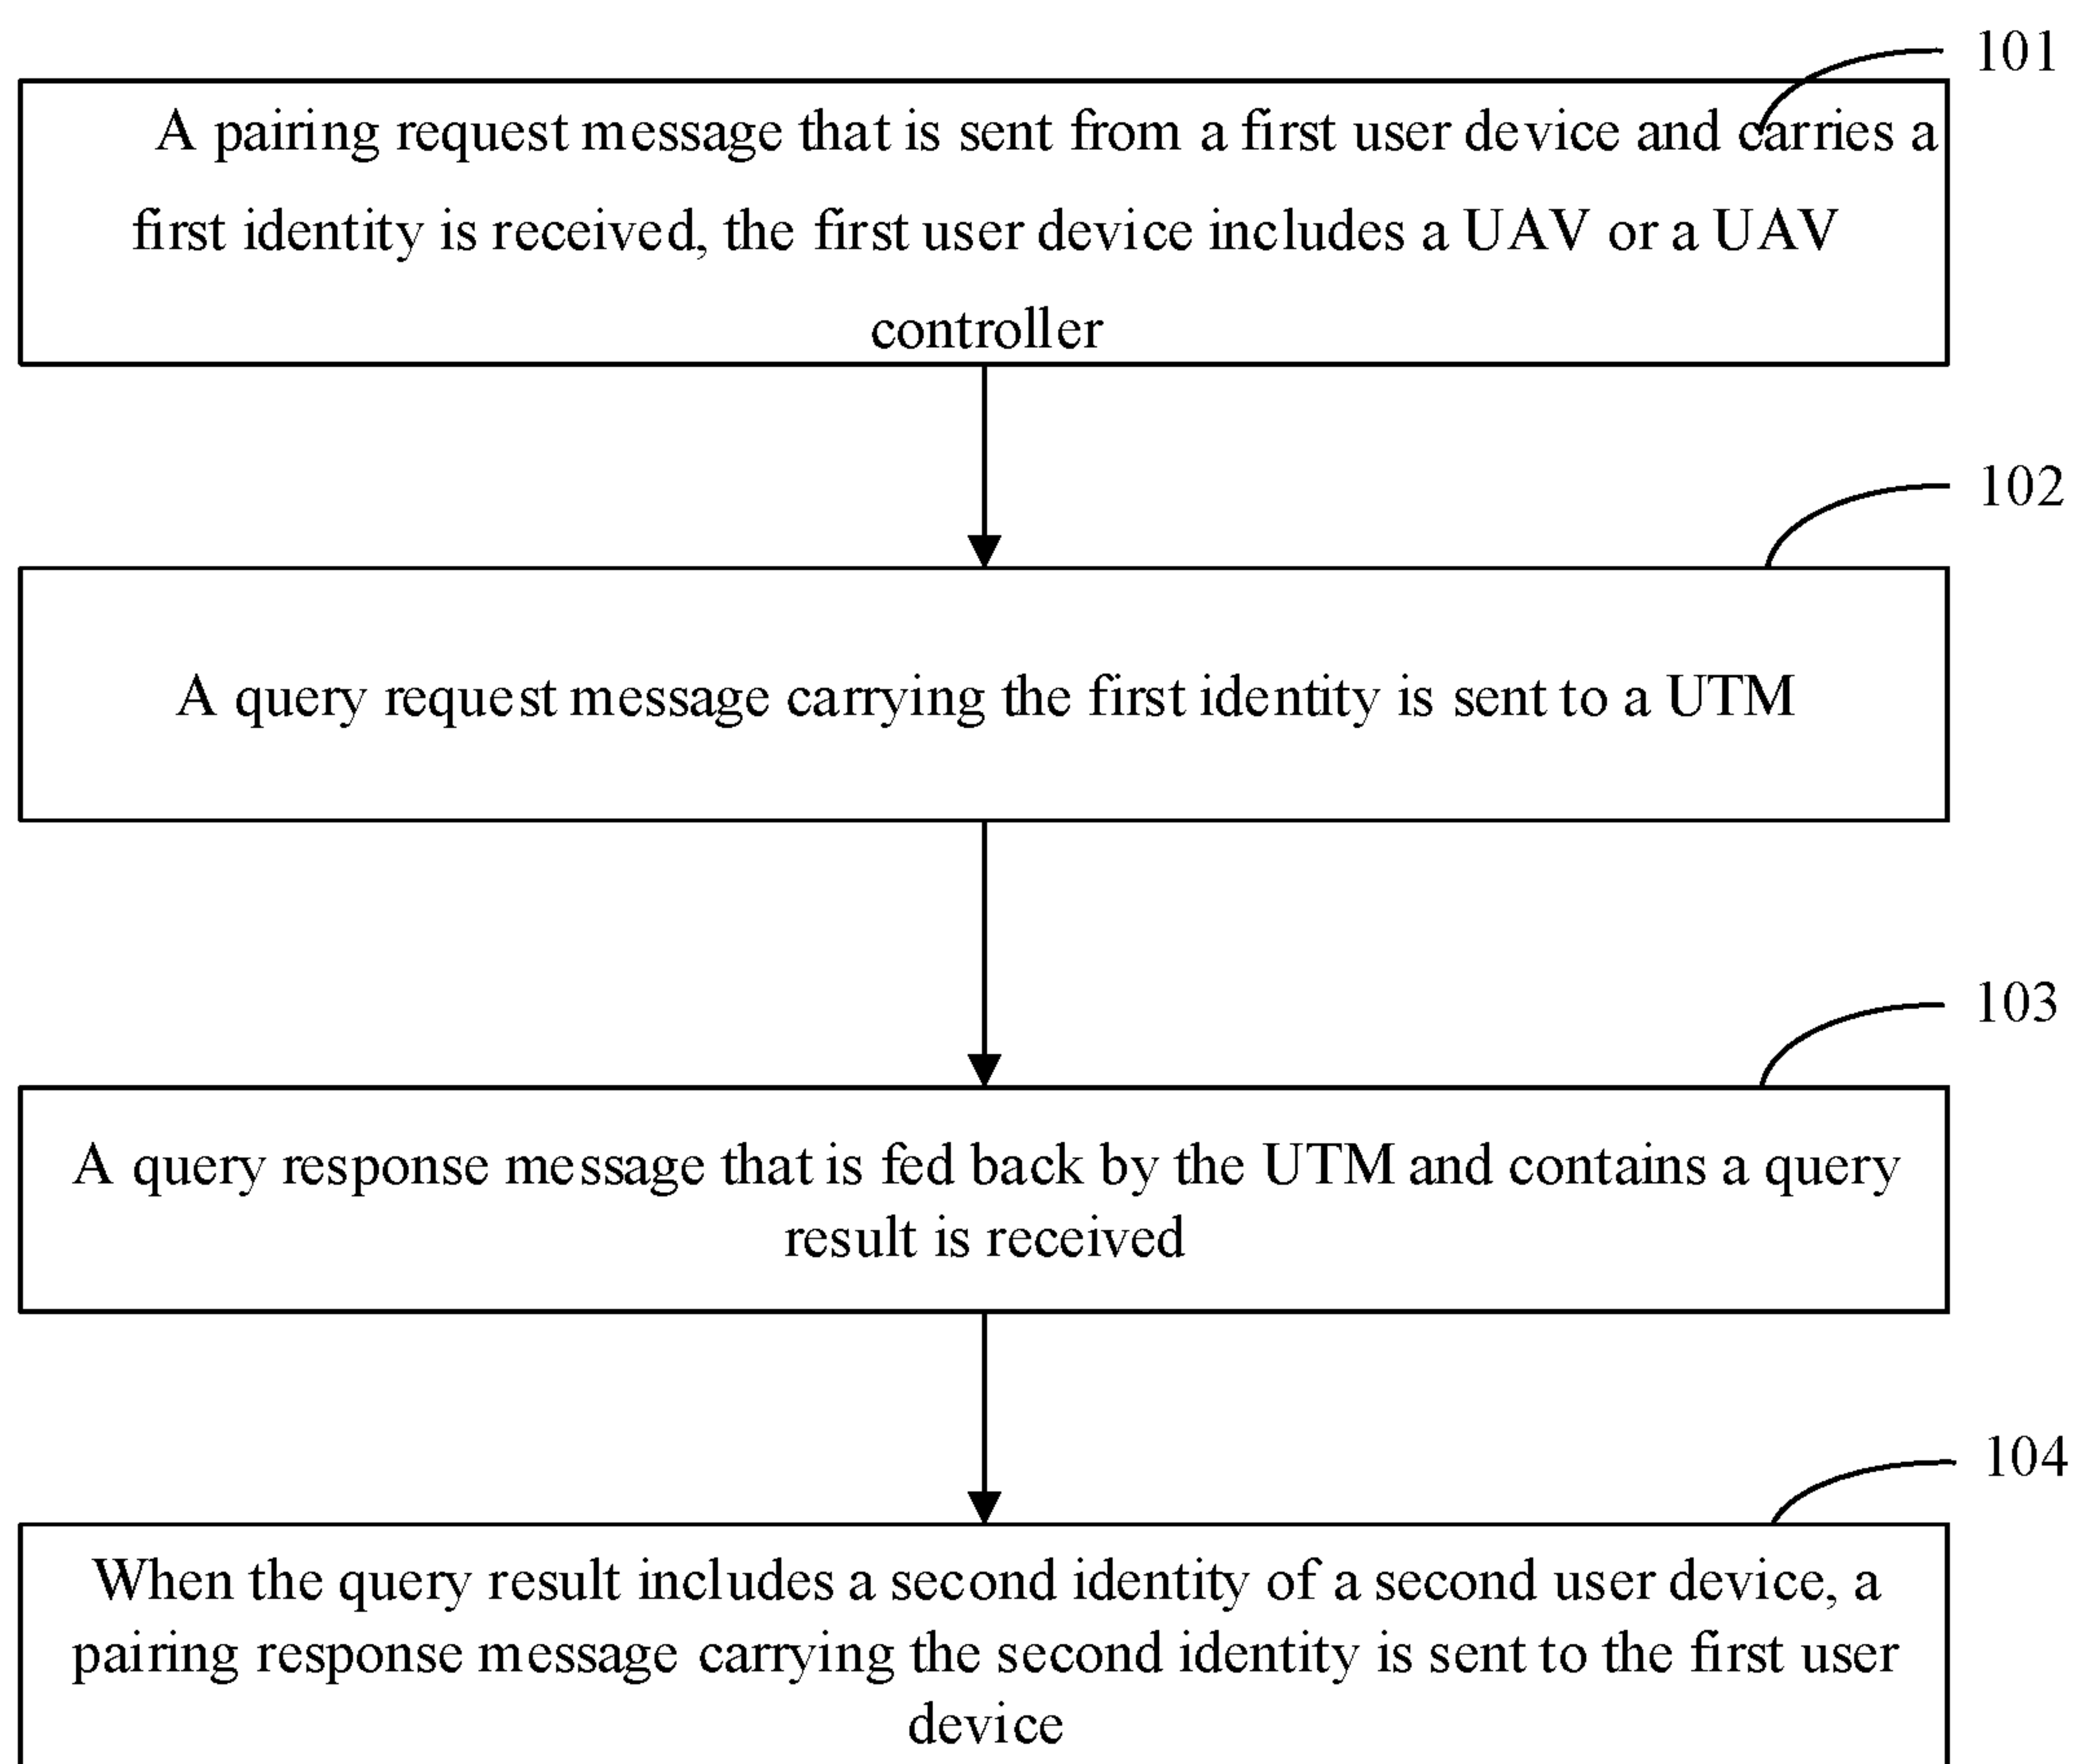 101
A pairing request message that is sent from a first user device and carries a
first identity is received, the first user device includes a UAV or a UAV
controller
102
A query request message carrying the first identity is sent to a UTM
103
A query response message that is fed back by the UTM and contains a query
result is received
104
When the query result includes a second identity of a second user device, a
pairing response message carrying the second identity is sent to the first user
device